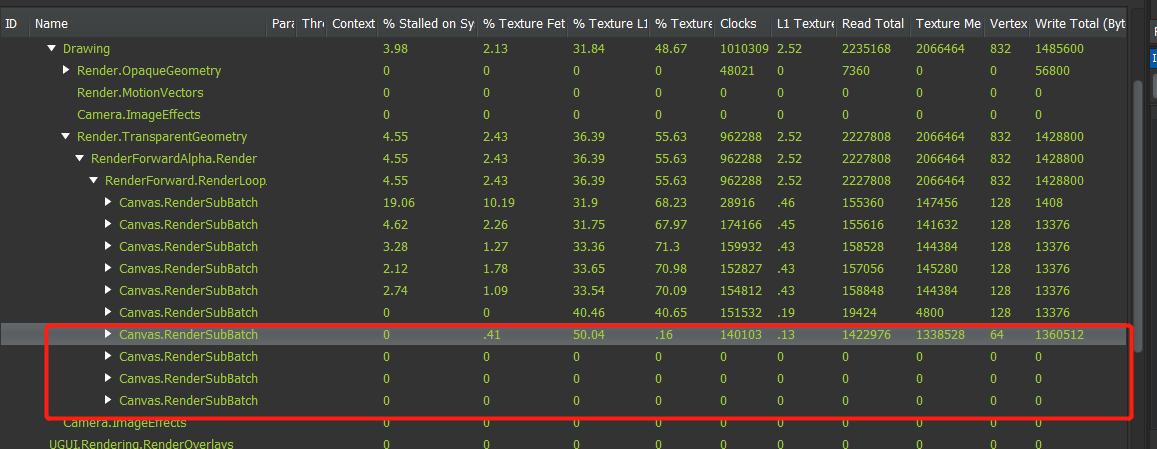 ID Name Para Thre Context % Stalled on Sy % Texture Fet % Texture L1 % Texture Clocks L1 Texture Read Total Texture Me Vertex Write Total (Byt
Drawing 3.98 2.13 31.84 48.67 1010309 2.52 2235168 2066464 832 1485600
Render.OpaqueGeometry 0 0 0 0 48021 0 7360 0 0 56800
Render.MotionVectors 0 0 0 0 0 0 0 0 0 0
Camera.ImageEffects 0 0 0 0 0 0 0 0 0 0
Render.TransparentGeometry 4.55 2.43 36.39 55.63 962288 2.52 2227808 2066464 832 1428800
RenderForwardAlpha.Render 4.55 2.43 36.39 55.63 962288 2.52 2227808 2066464 832 1428800
RenderForward.RenderLoop. 4.55 2.43 36.39 55.63 962288 2.52 2227808 2066464 832 1428800
Canvas.RenderSubBatch 19.06 10.19 31.9 68.23 28916 .46 155360 147456 128 1408
Canvas.RenderSubBatch 4.62 2.26 31.75 67.97 174166 .45 155616 141632 128 13376
Canvas.RenderSubBatch 3.28 1.27 33.36 71.3 159932 .43 158528 144384 128 13376
Canvas.RenderSubBatch 2.12 1.78 33.65 70.98 152827 .43 157056 145280 128 13376
Canvas.RenderSubBatch 2.74 1.09 33.54 70.09 154812 .43 158848 144384 128 13376
Canvas.RenderSubBatch 0 0 40.46 40.65 151532 .19 19424 4800 128 13376
Canvas.RenderSubBatch 0 .41 50.04 .16 140103 .13 1422976 1338528 64 1360512
Canvas.RenderSubBatch 0 0 0 0 0 0 0 0 0 0
Canvas.RenderSubBatch 0 0 0 0 0 0 0 0 0 0
Canvas.RenderSubBatch 0 0 0 0 0 0 0 0 0 0
Camera.ImageEffects 0 0 0 0 0 0 0 0 0 0
UGUI.Rendering.RenderOverlays 0 0 0 0 0 0 0 0 0 0